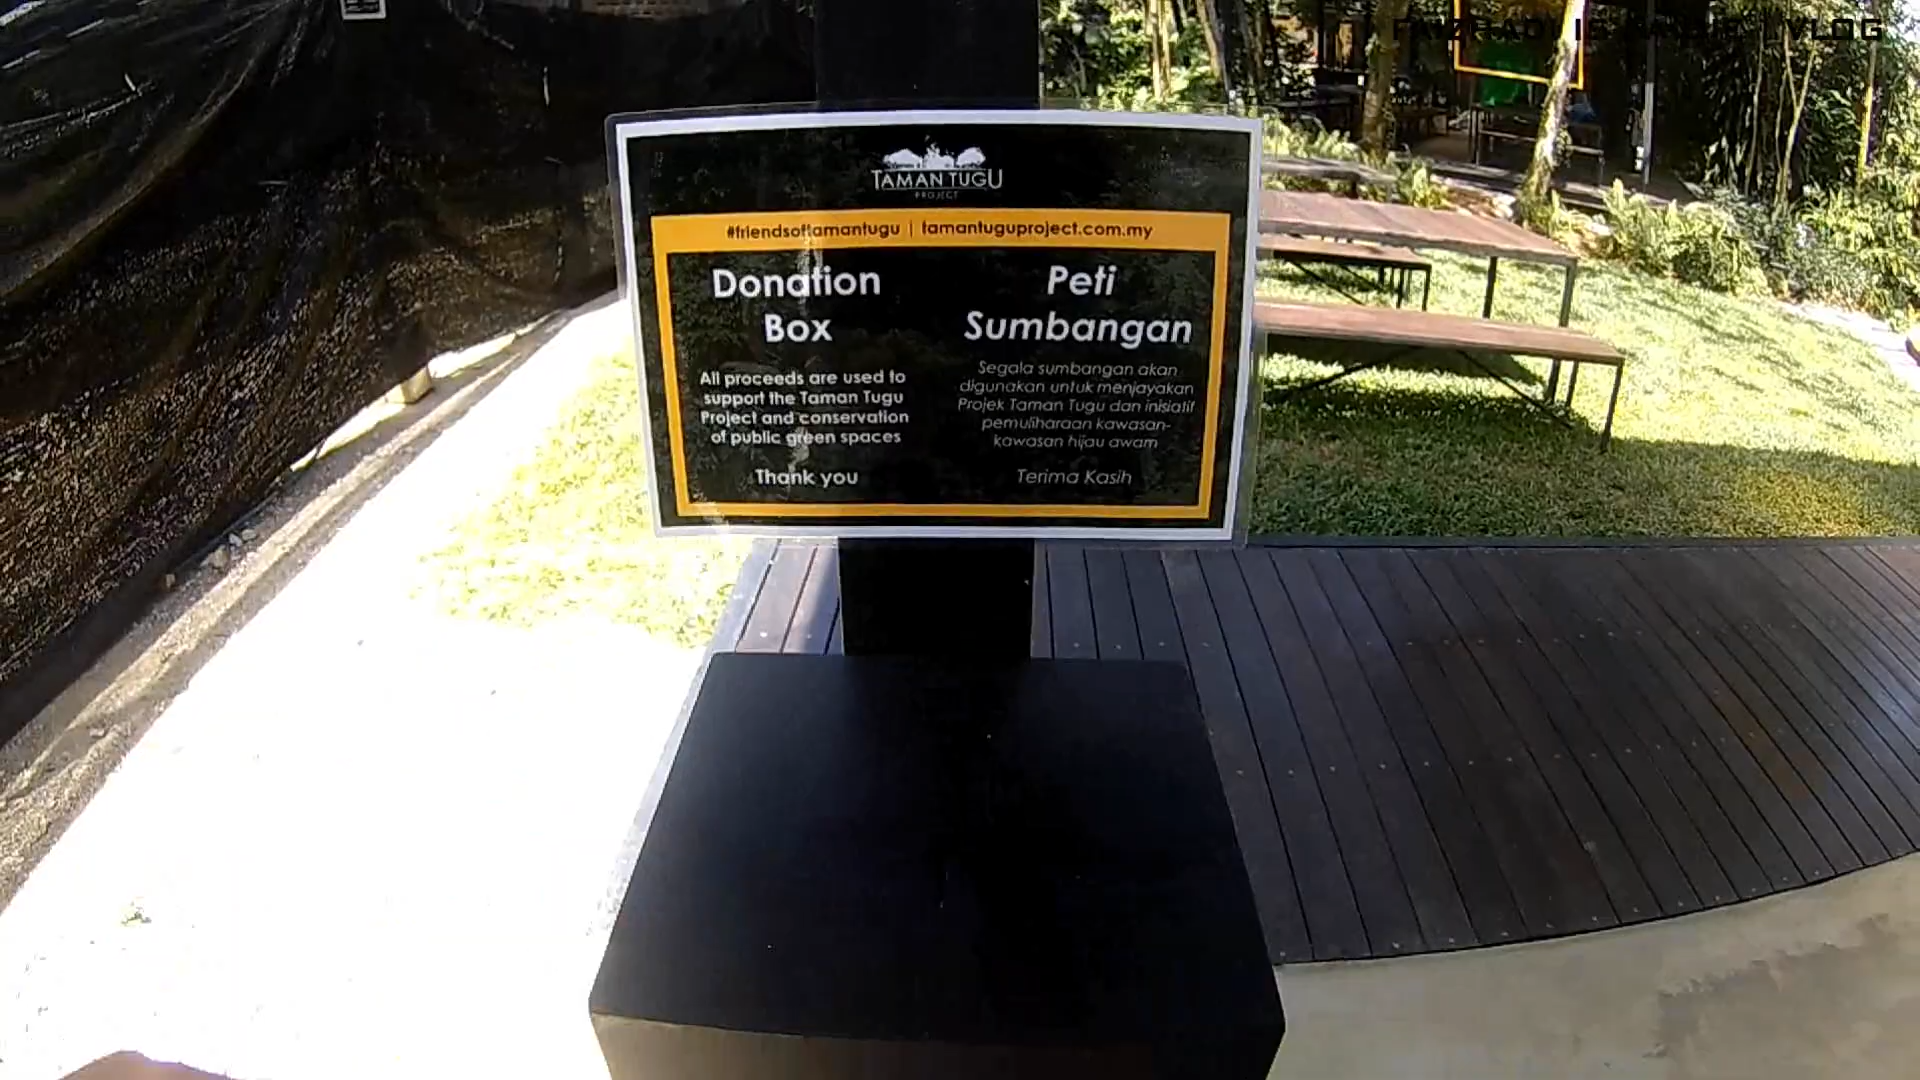 VLOG
TAMAN TUGU
PROJECT
#friendsoftamantugu | tamantuguproject.com.my
Donation
Box
All proceeds are used to
support the Taman Tugu
Project and conservation
of public green spaces
Thank you
Peti
Sumbangan
Segala sumbangan akan
digunakan untuk menjayakan
Projek Taman Tugu dan inisiatif
pemuliharaan kawasan-
kawasan hijau awam
Terima Kasih